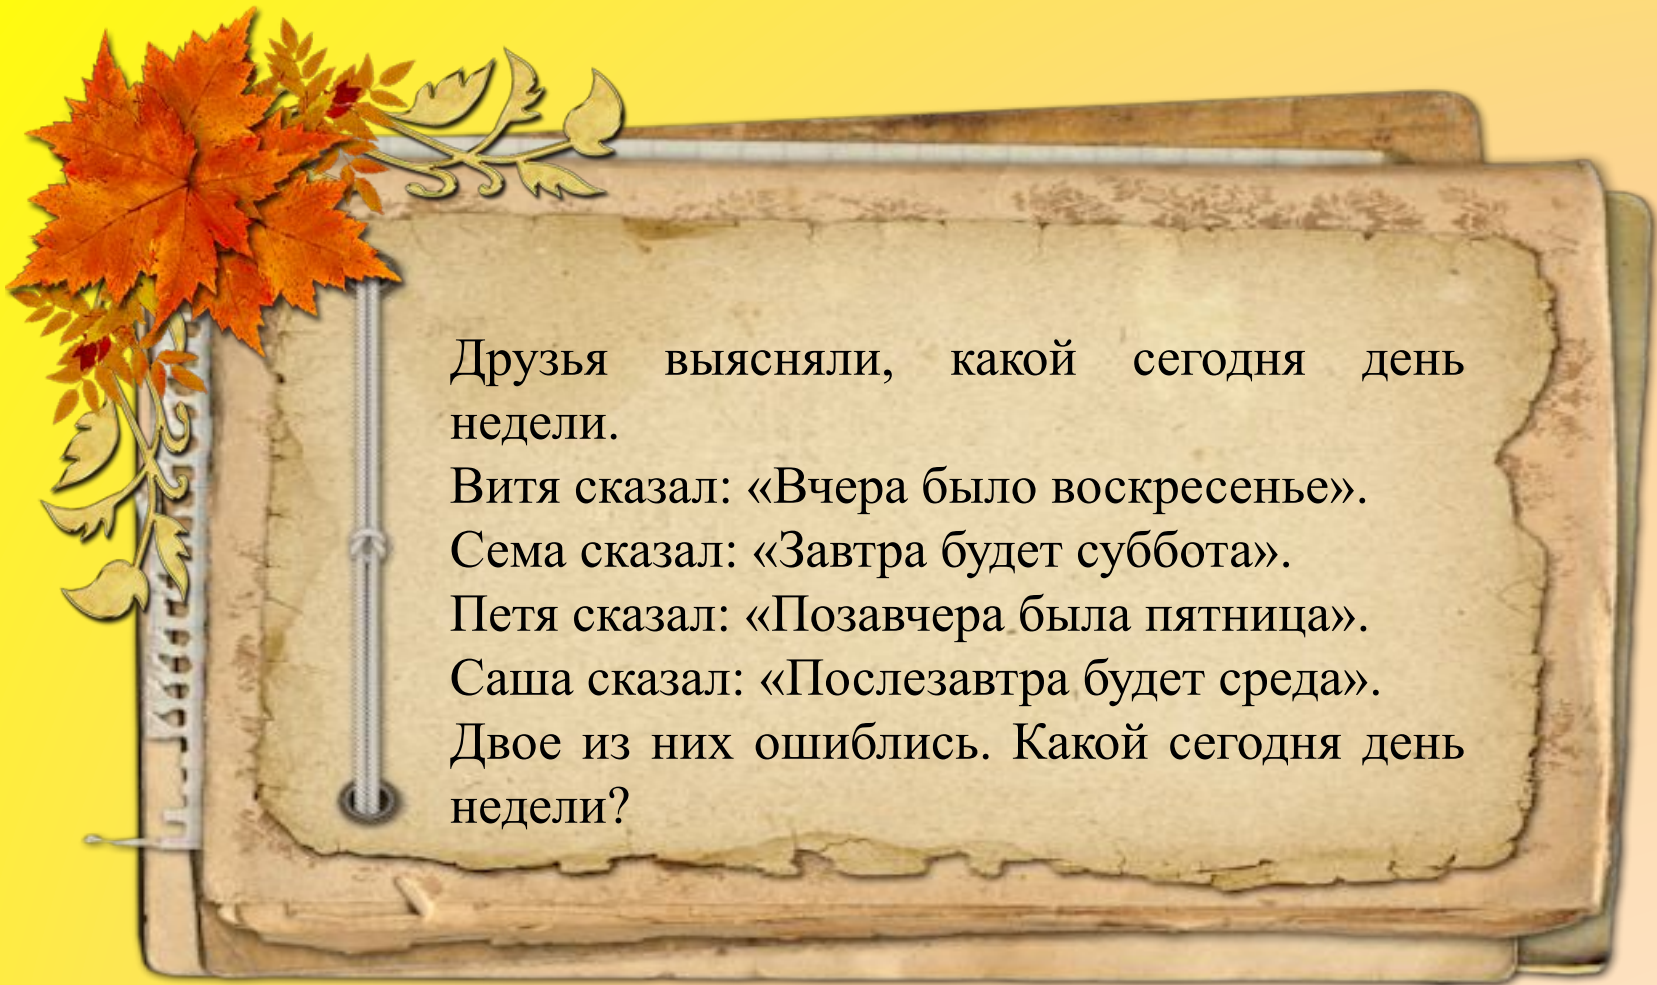 Друзья выясняли, какой сегодня день
недели.
Витя сказал: «Вчера было воскресенье».
Сема сказал: «Завтра будет суббота».
Петя сказал: «Позавчера была пятница».
Саша сказал: «Послезавтра будет среда».
Двое из них ошиблись. Какой сегодня день
недели?